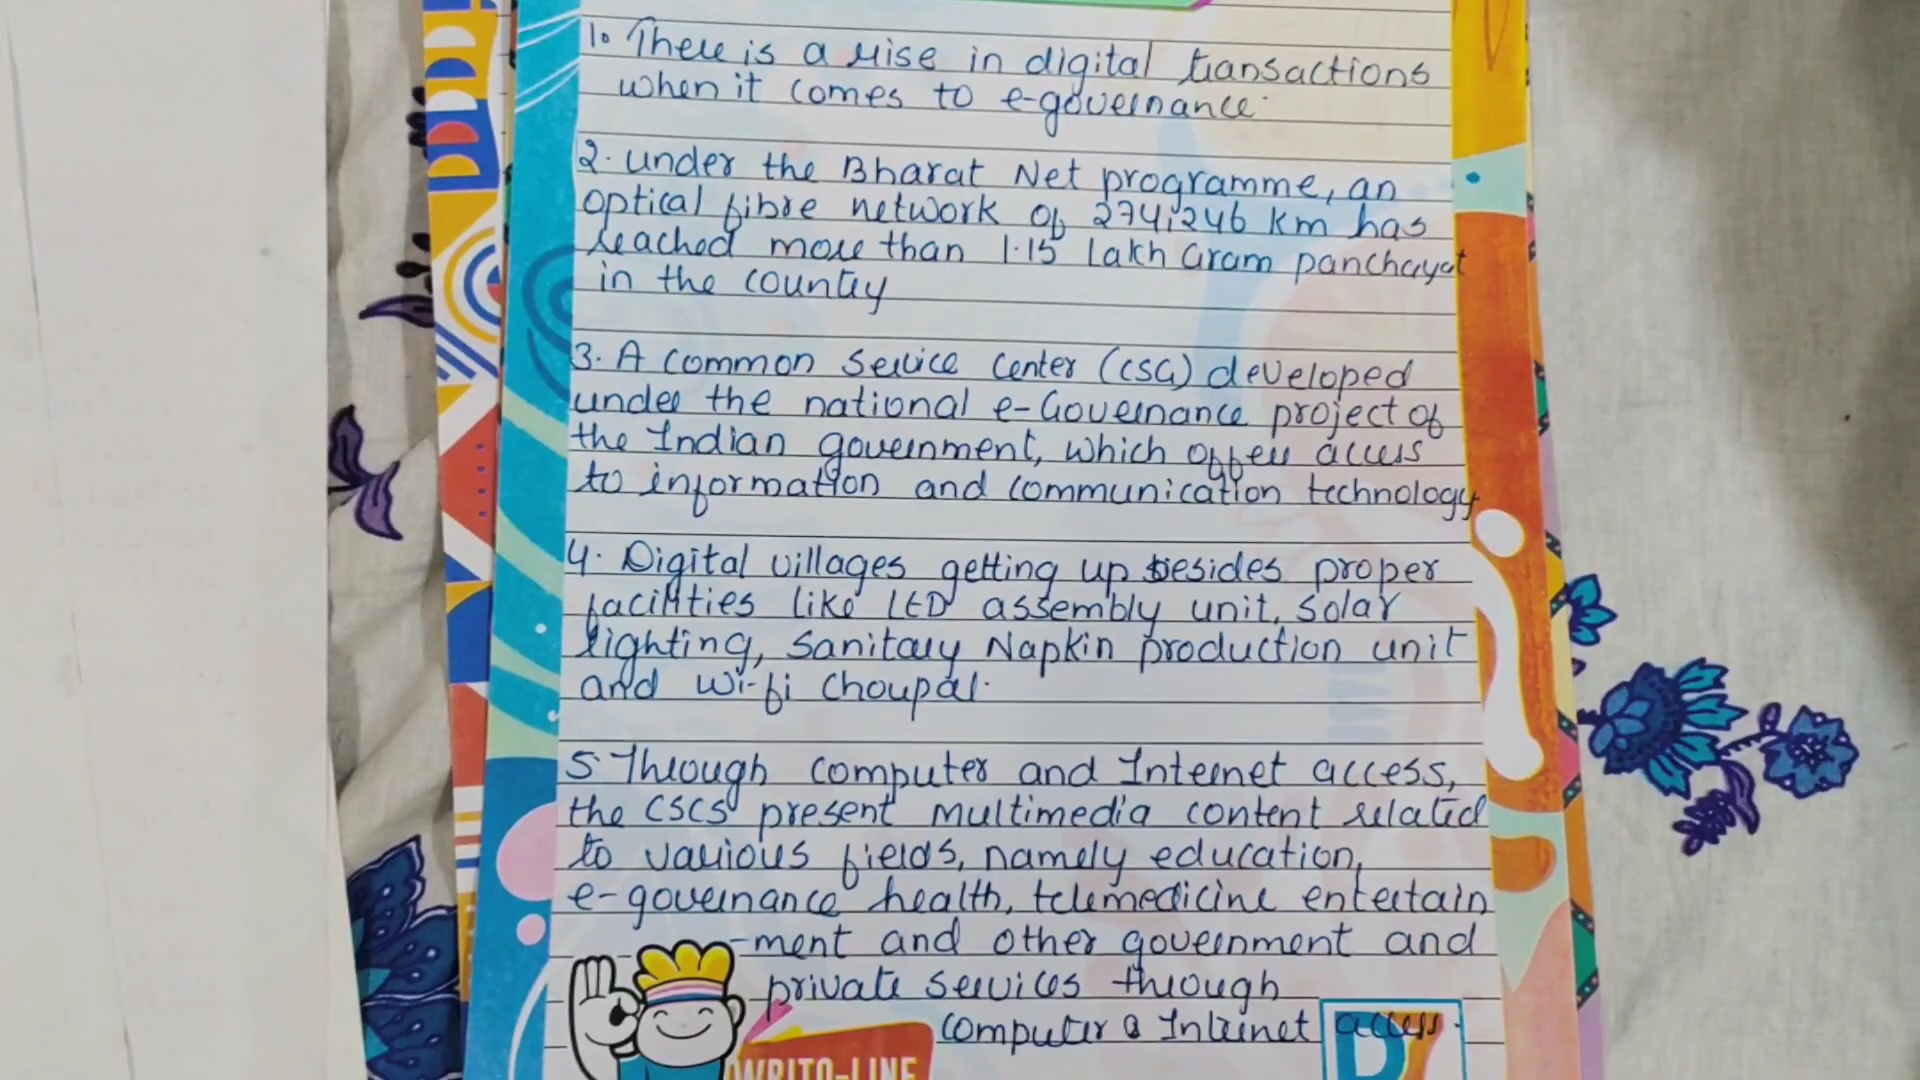 1. There is a rise in digital transactions
when it comes to e-governance.
2. under the Bharat Net programme, an
optical fibre network of 274,246 km has
reached more than 1.15 Lakh Gram panchayat
in the country
3. A common Service Center (CSC) developed
under the national e-Governance project of
the Indian government, which offers access
to information and communication technology
4. Digital villages getting up besides proper
facilities like LED assembly unit, solar
lighting, sanitary Napkin production unit
and wi-fi choupal.
5. Through computer and Internet access,
the CSCS present multimedia content related
to various fields, namely education,
e-governance health, telemedicine entertain
-ment and other government and
private services through
computer & Internet access.
WRITO-LINE